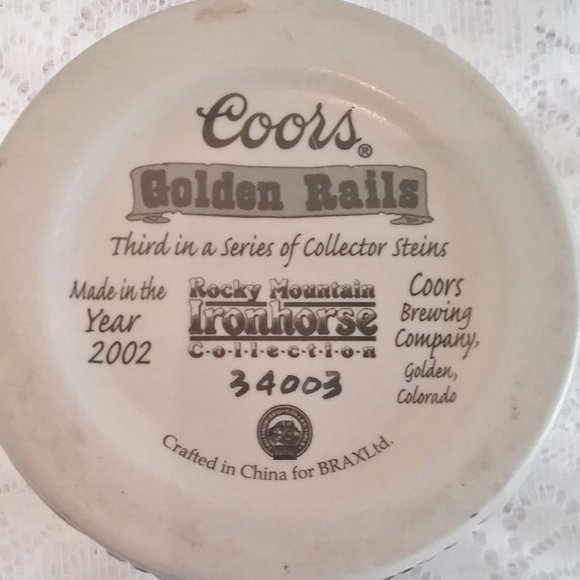 Coors®
Golden Rails
Third in a Series of Collector Steins
Made in the
Year
2002
Rocky Mountain
Ironhorse
Collection
34003
Coors
Brewing
Company,
Golden,
Colorado
Crafted in China for BRAXLtd.